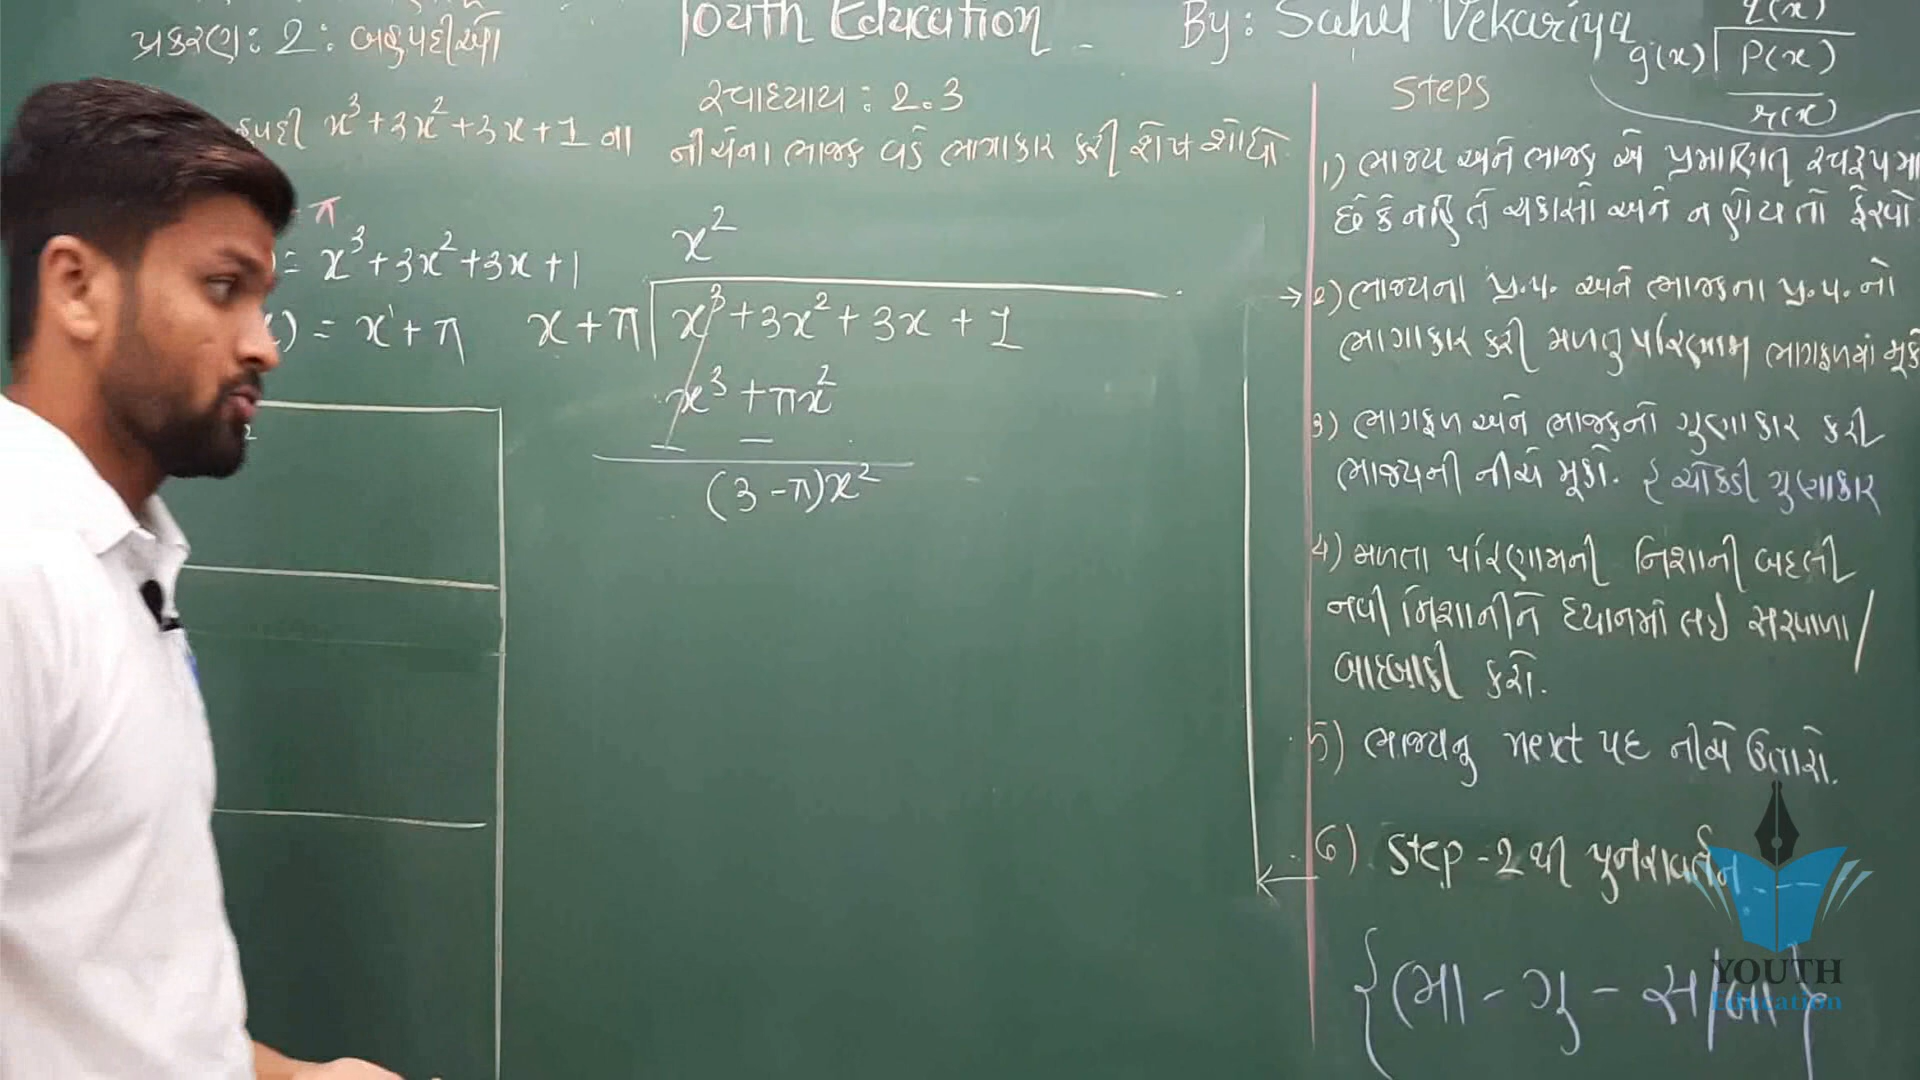 પ્રકરણ: 2: બહુપદીઓ
Youth Education
By: Sahil Vekariya
સ્વાધ્યાય : 2.3
x³+3x²+3x+1 ના નીચેના ભાજક વડે ભાગાકાર કરી શેષ શોધો.
π
= x³+3x²+3x+1
x) = x¹+π
x²
x+π x³+3x²+3x+1
x³ +πx²
(3-π)x²
q(x)
g(x) P(x)
r(x)
Steps
1) ભાજ્ય અને ભાજક એ પ્રમાણિત સ્વરૂપમા
છે કે નહિ તે ચકાસો અને ન હોય તો ફેરવો
→2) ભાજ્યના પ્ર.પ. અને ભાજકના પ્ર.પ. નો
ભાગાકાર કરી મળતુ પરિણામ ભાગફળમાં મૂકો
3) ભાગફળ અને ભાજકનો ગુણાકાર કરી
ભાજ્યની નીચે મૂકો. {ચોકડી ગુણાકાર
4) મળતા પરિણામની નિશાની બદલી
નવી નિશાનીને ધ્યાનમાં લઇ સરવાળા/
બાદબાકી કરો.
5) ભાજ્યનુ next પદ નીચે ઉતારો.
6) Step-2 થી પુનરાવર્તન ---
{ભા - ગુ - સ/બા}
YOUTH
Education